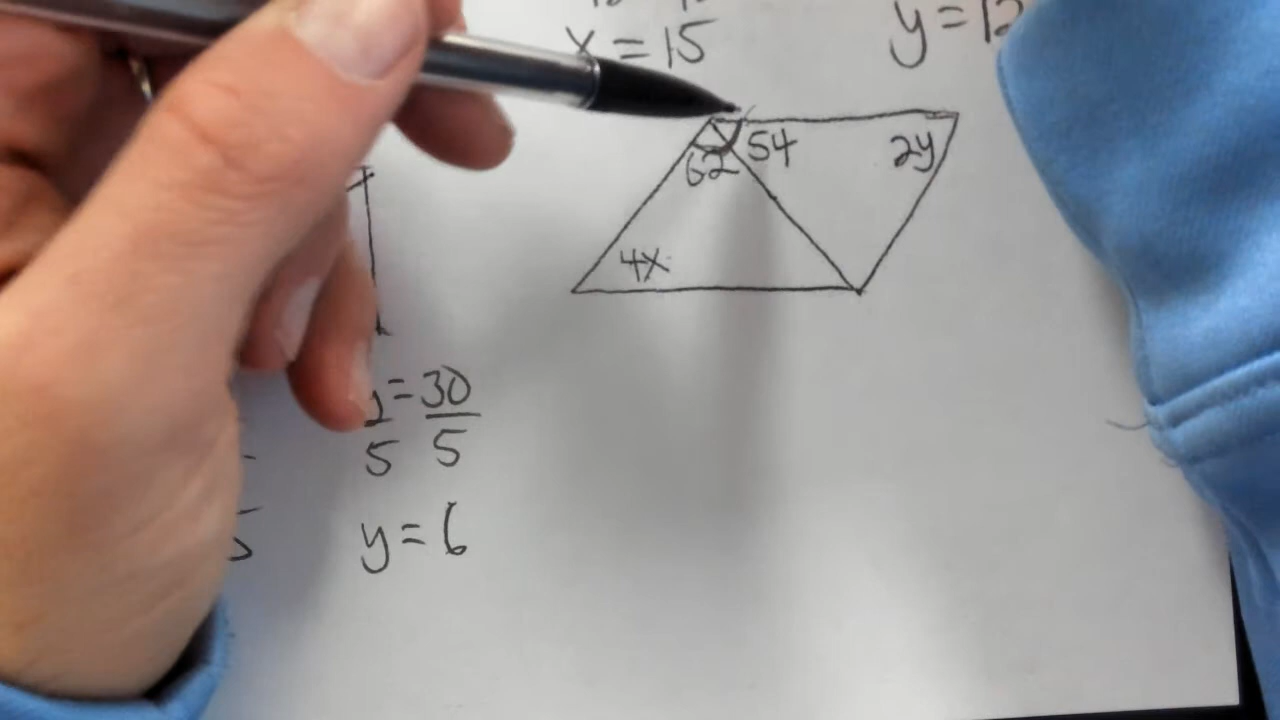 x = 15
y = 12
62 54 2y
4x
= 30
5 5
y = 6